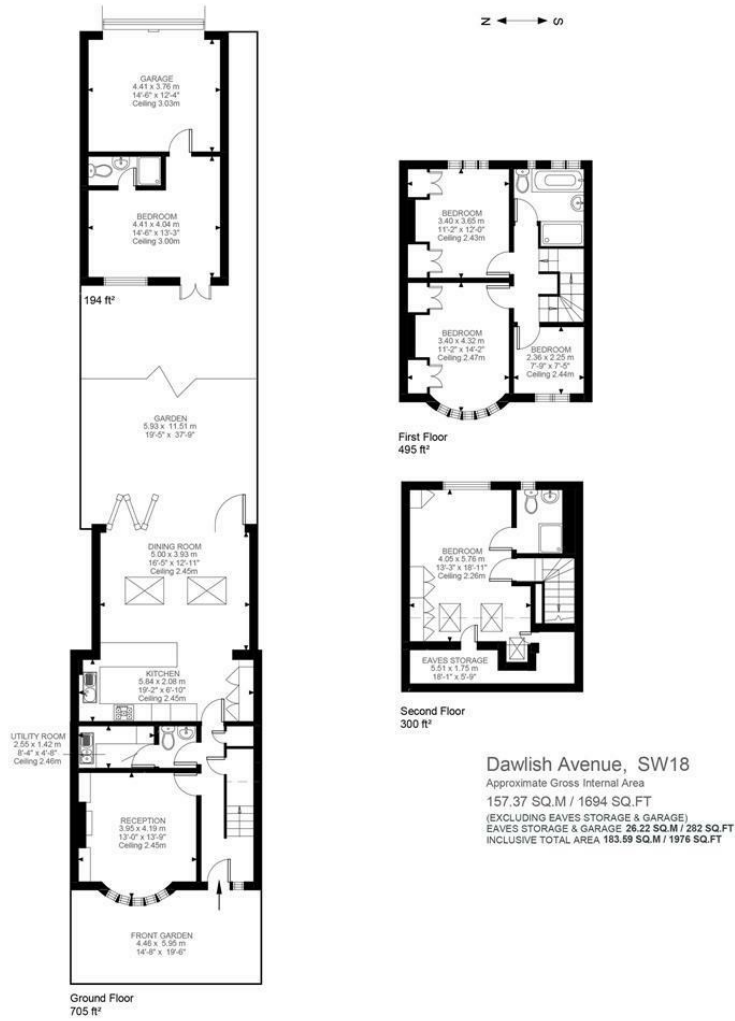 N S
GARAGE
4.41 x 3.76 m
14'-6" x 12'-4"
Ceiling 3.03m
BEDROOM
4.41 x 4.04 m
14'-6" x 13'-3"
Ceiling 3.00m
194 ft²
GARDEN
5.93 x 11.51 m
19'-5" x 37'-9"
DINING ROOM
5.00 x 3.93 m
16'-5" x 12'-11"
Ceiling 2.45m
KITCHEN
5.84 x 2.08 m
19'-2" x 6'-10"
Ceiling 2.45m
UTILITY ROOM
2.55 x 1.42 m
8'-4" x 4'-8"
Ceiling 2.46m
RECEPTION
3.95 x 4.19 m
13'-0" x 13'-9"
Ceiling 2.45m
FRONT GARDEN
4.46 x 5.95 m
14'-8" x 19'-6"
Ground Floor
705 ft²
BEDROOM
3.40 x 3.65 m
11'-2" x 12'-0"
Ceiling 2.43m
BEDROOM
3.40 x 4.32 m
11'-2" x 14'-2"
Ceiling 2.47m
BEDROOM
2.36 x 2.25 m
7'-9" x 7'-5"
Ceiling 2.44m
First Floor
495 ft²
BEDROOM
4.05 x 5.76 m
13'-3" x 18'-11"
Ceiling 2.26m
EAVES STORAGE
5.51 x 1.75 m
18'-1" x 5'-9"
Second Floor
300 ft²
Dawlish Avenue, SW18
Approximate Gross Internal Area
157.37 SQ.M / 1694 SQ.FT
(EXCLUDING EAVES STORAGE & GARAGE)
EAVES STORAGE & GARAGE 26.22 SQ.M / 282 SQ.FT
INCLUSIVE TOTAL AREA 183.59 SQ.M / 1976 SQ.FT